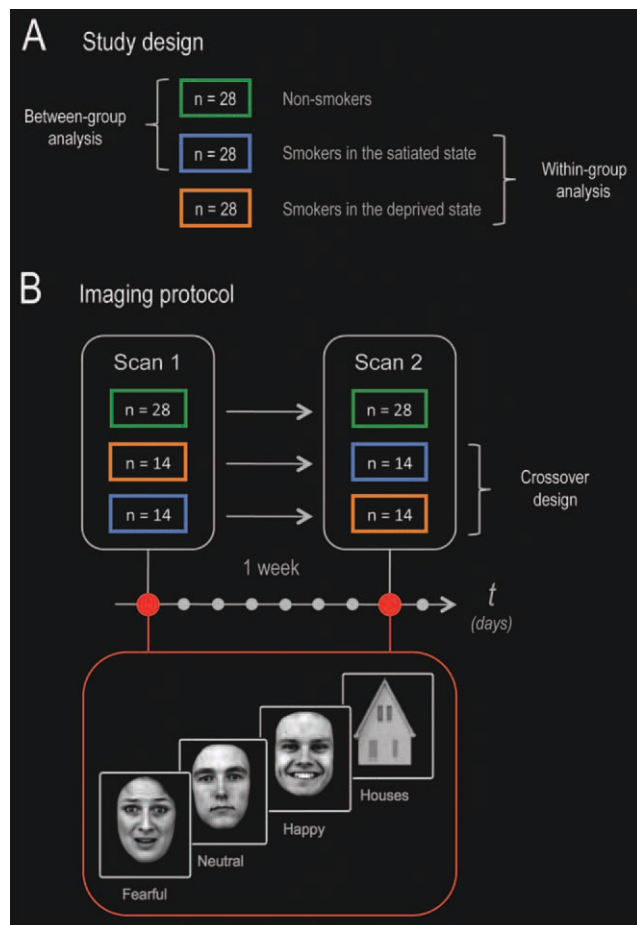 A Study design
n = 28 Non-smokers
Between-group
analysis
n = 28 Smokers in the satiated state
Within-group
analysis
n = 28 Smokers in the deprived state
B Imaging protocol
Scan 1 Scan 2
n = 28 n = 28
n = 14 n = 14
Crossover
design
n = 14 n = 14
1 week
t
(days)
Houses
Happy
Neutral
Fearful